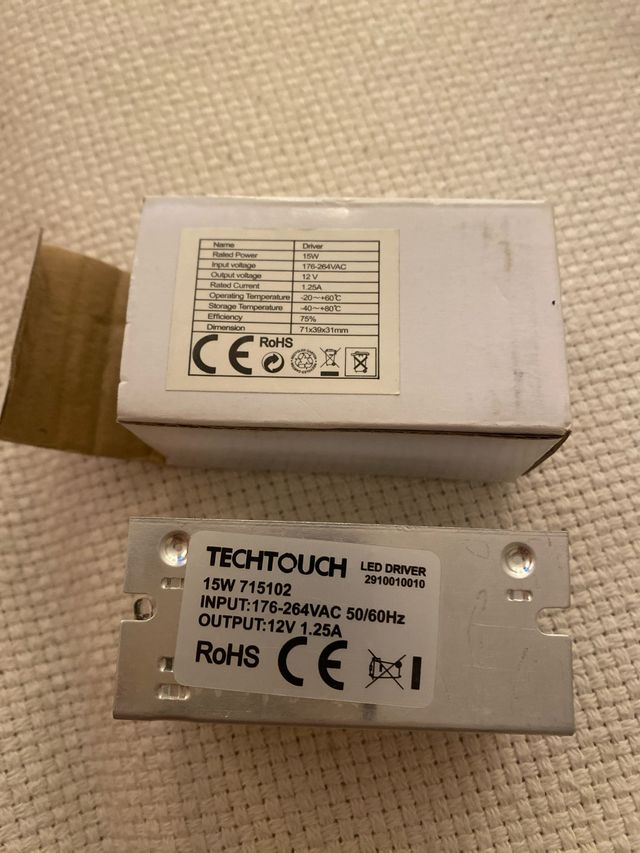 Name Driver
Rated Power 15W
Input voltage 176-264VAC
Output voltage 12 V
Rated Current 1.25A
Operating Temperature -20～+60℃
Storage Temperature -40～+80℃
Efficiency 75%
Dimension 71x39x31mm
CE RoHS
TECHTOUCH LED DRIVER
2910010010
15W 715102
INPUT:176-264VAC 50/60Hz
OUTPUT:12V 1.25A
RoHS CE